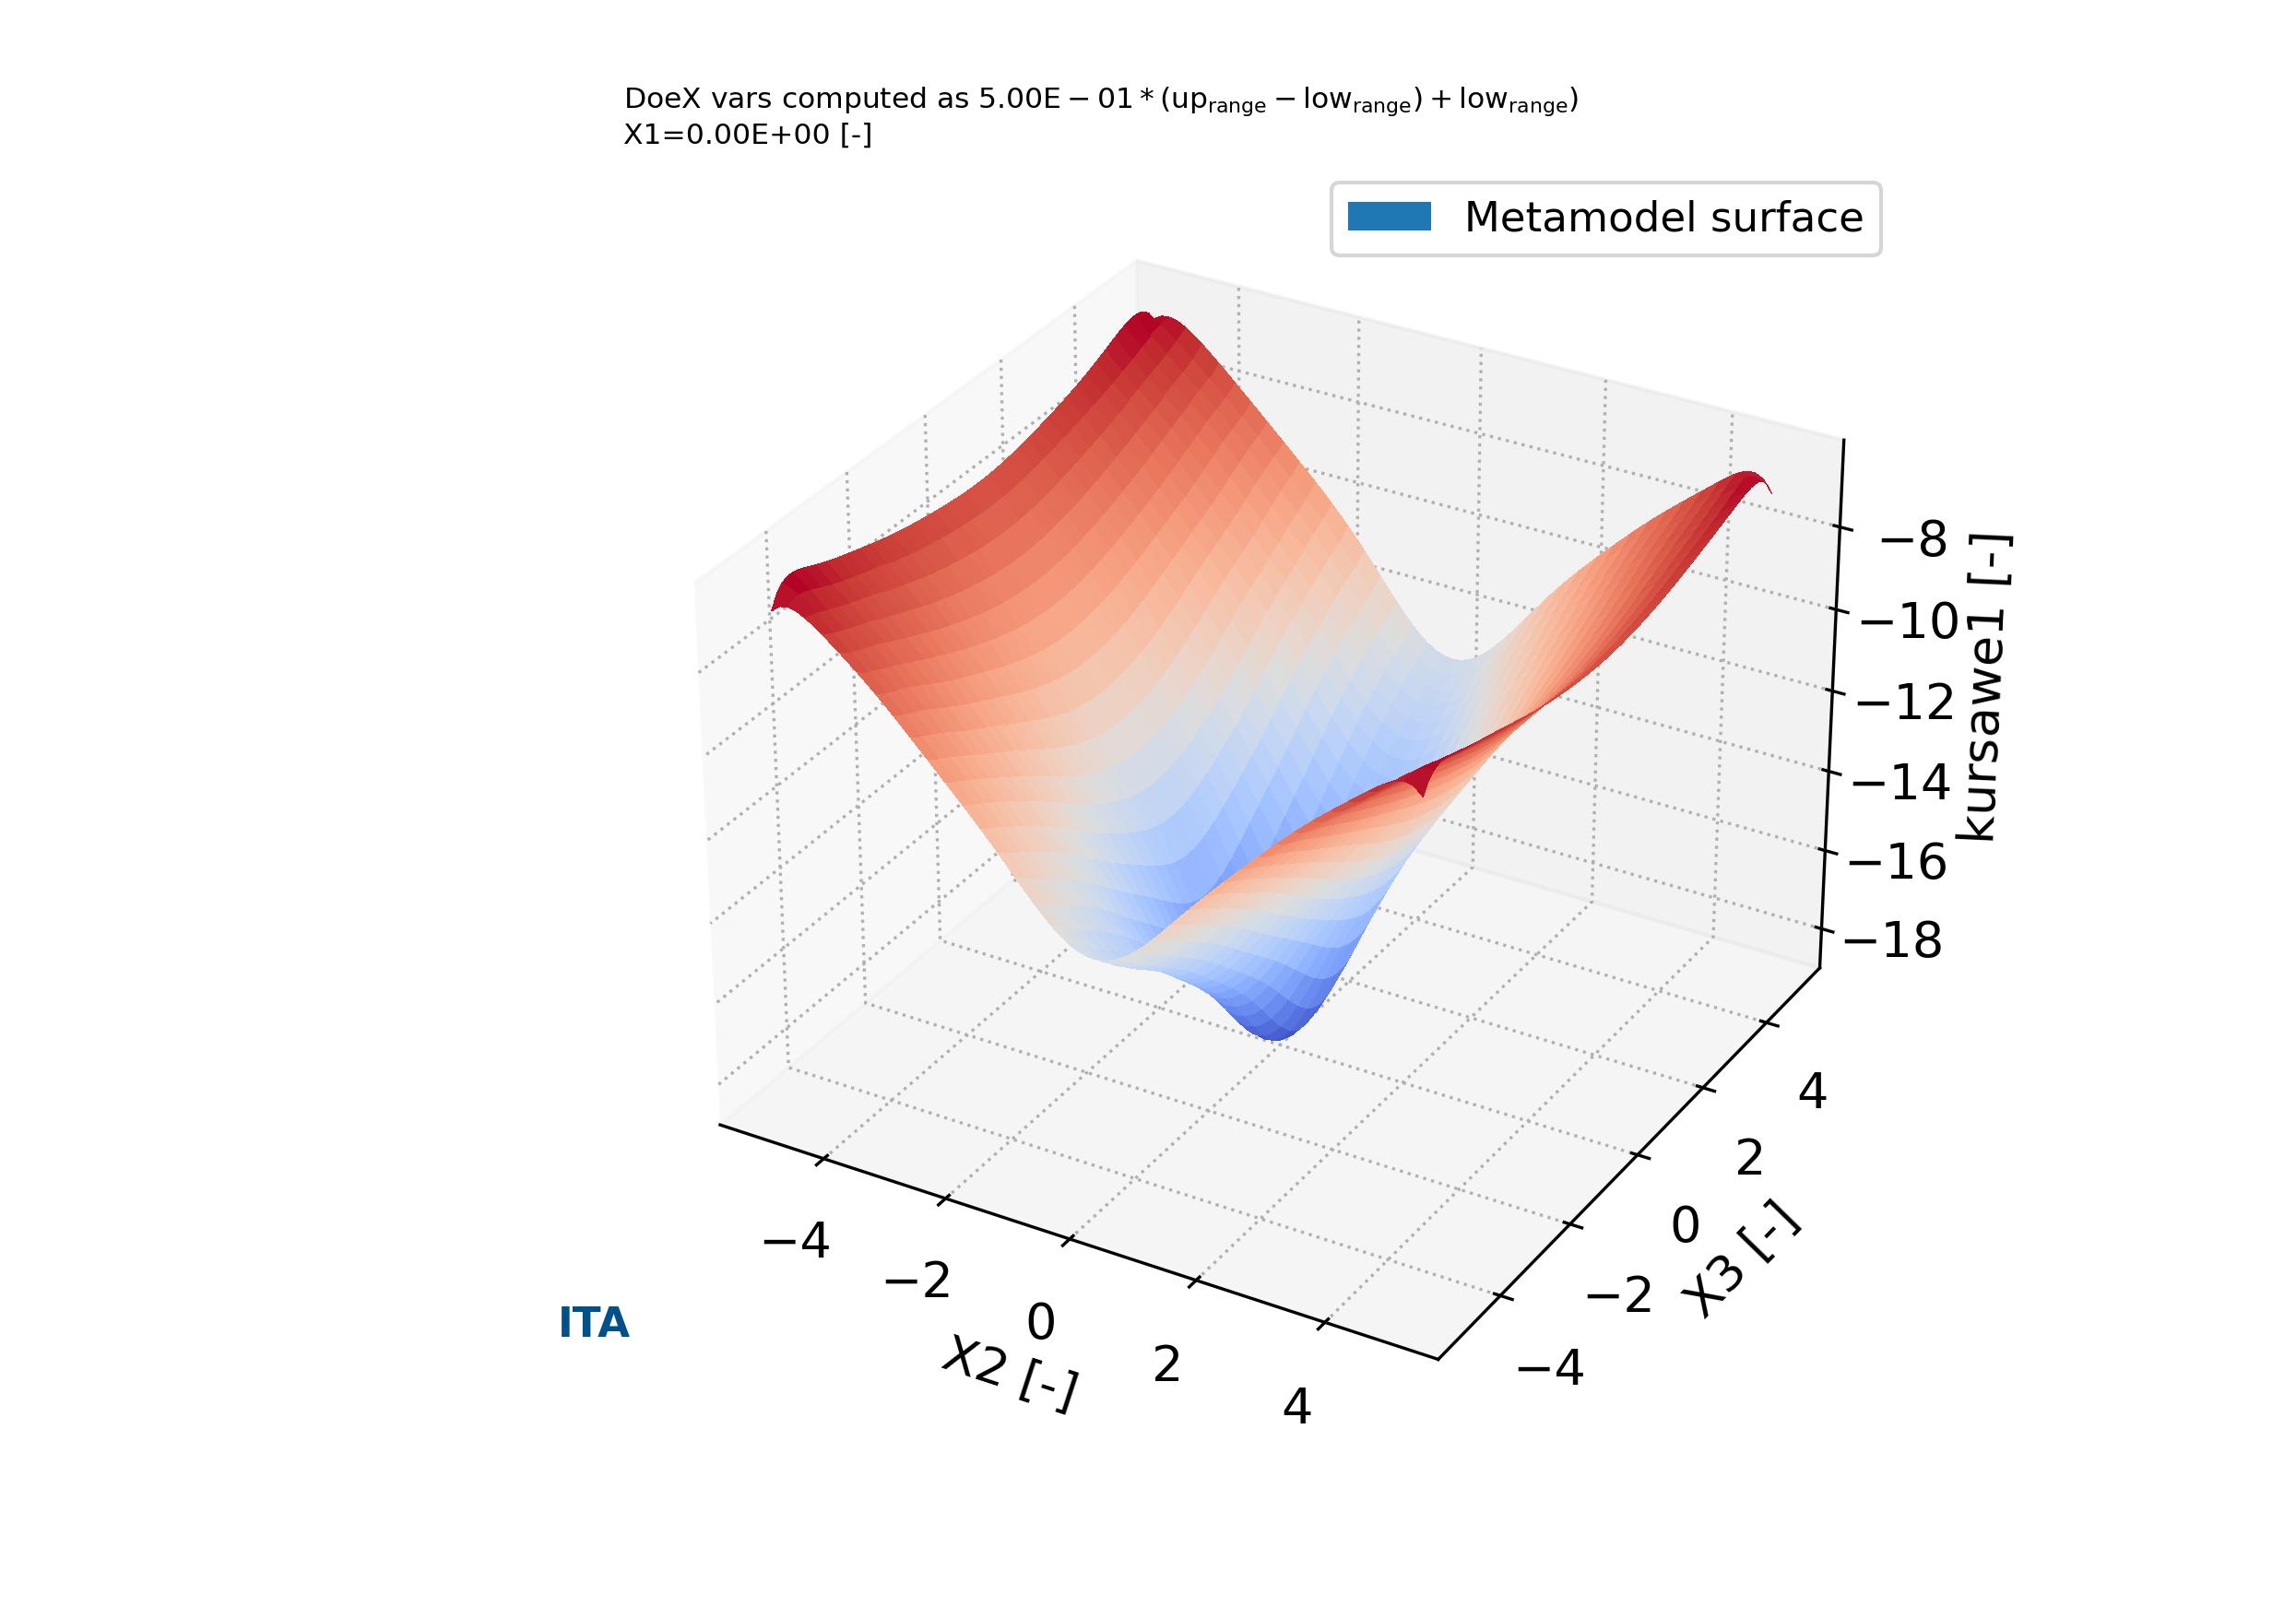 DoeX vars computed as 5.00E − 01 * (up_range − low_range) + low_range)
X1=0.00E+00 [-]
Metamodel surface
−8
−10
−12
−14
−16
−18
kursawe1 [-]
4
2
0
−2
−4
X3 [-]
−4
−2
0
2
4
X2 [-]
ITA